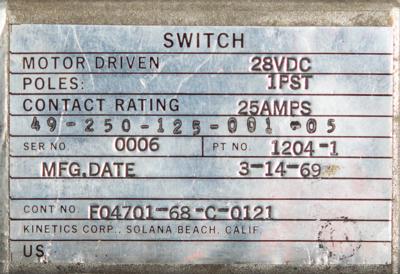 SWITCH
MOTOR DRIVEN 28VDC
POLES: 1PST
CONTACT RATING 25AMPS
49-250-125-001-05
SER NO. 0006 PT NO. 1204-1
MFG.DATE 3-14-69
CONT NO. F04701-68-C-0121
KINETICS CORP., SOLANA BEACH, CALIF.
US